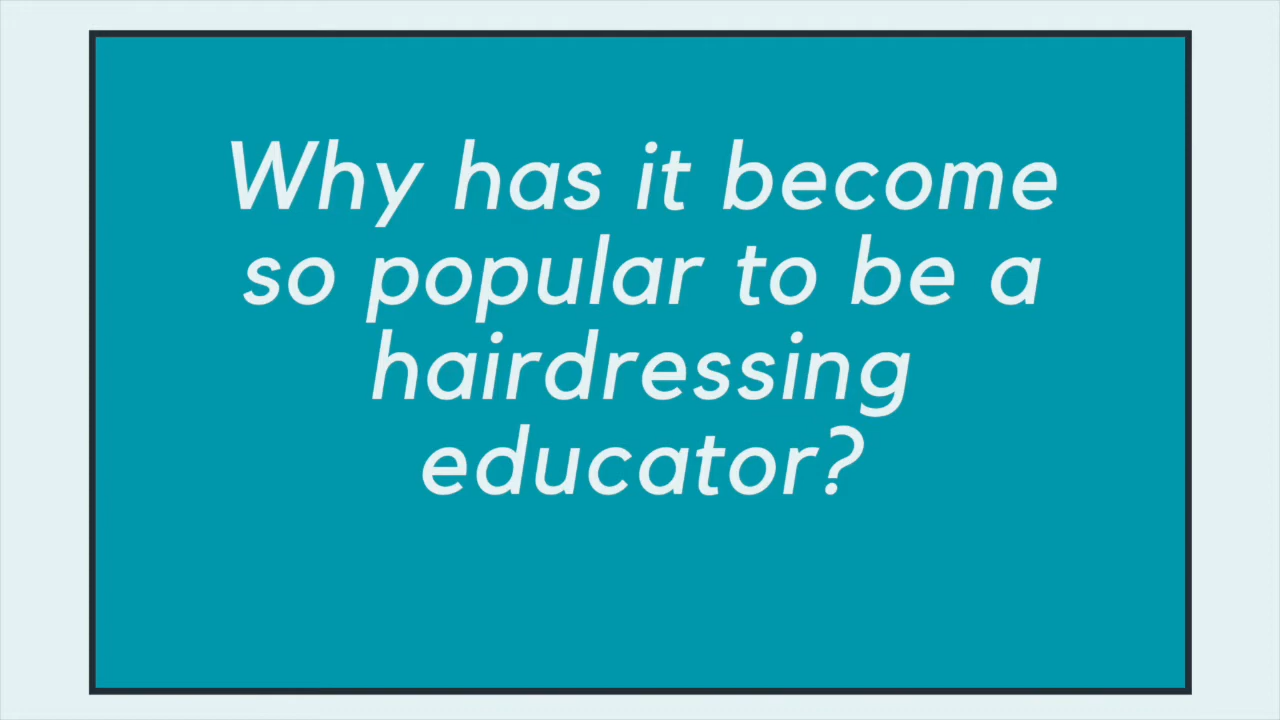 Why has it become
so popular to be a
hairdressing
educator?